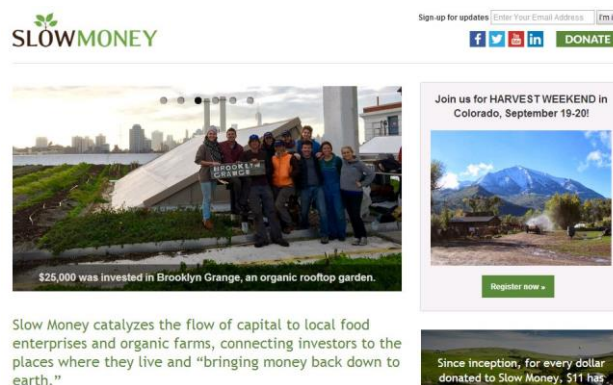 SLOWMONEY
Sign-up for updates Enter Your Email Address I'm i
DONATE
BROOKLYN
GRANGE
$25,000 was invested in Brooklyn Grange, an organic rooftop garden.
Join us for HARVEST WEEKEND in
Colorado, September 19-20!
Register now »
Slow Money catalyzes the flow of capital to local food
enterprises and organic farms, connecting investors to the
places where they live and “bringing money back down to
earth.”
Since inception, for every dollar
donated to Slow Money, $11 has